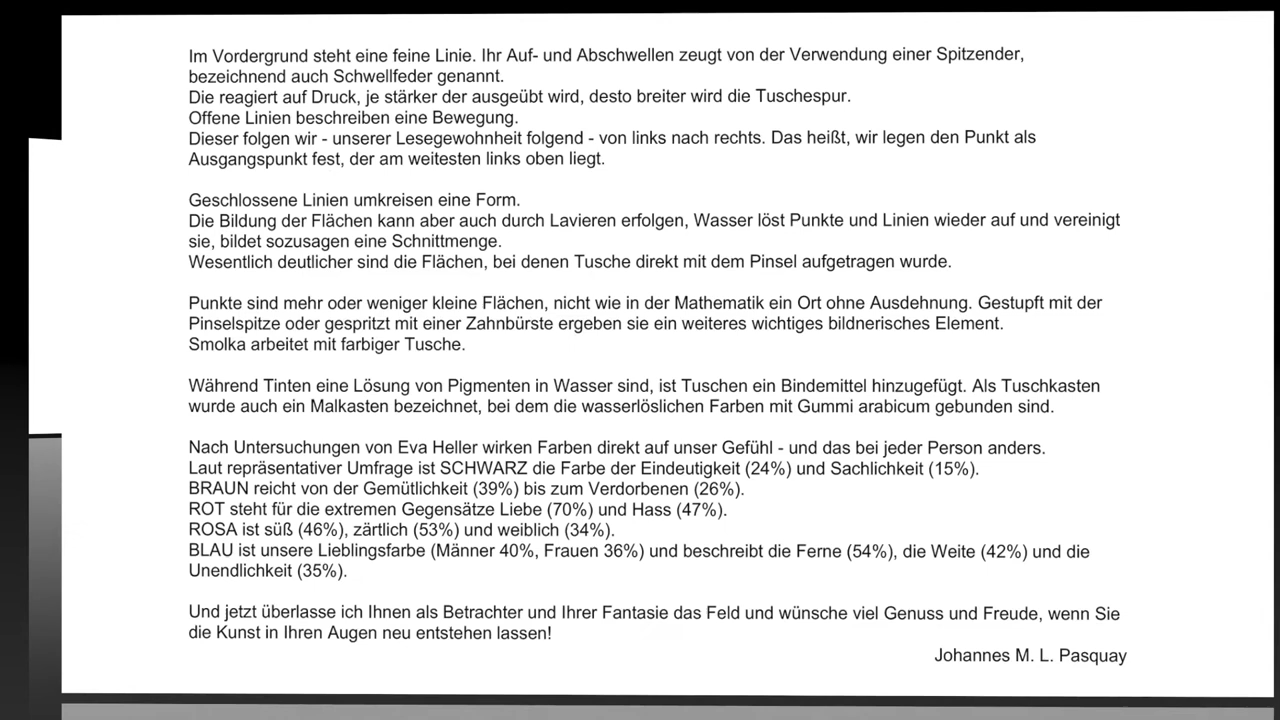 Im Vordergrund steht eine feine Linie. Ihr Auf- und Abschwellen zeugt von der Verwendung einer Spitzender,
bezeichnend auch Schwellfeder genannt.
Die reagiert auf Druck, je stärker der ausgeübt wird, desto breiter wird die Tuschespur.
Offene Linien beschreiben eine Bewegung.
Dieser folgen wir - unserer Lesegewohnheit folgend - von links nach rechts. Das heißt, wir legen den Punkt als
Ausgangspunkt fest, der am weitesten links oben liegt.
Geschlossene Linien umkreisen eine Form.
Die Bildung der Flächen kann aber auch durch Lavieren erfolgen, Wasser löst Punkte und Linien wieder auf und vereinigt
sie, bildet sozusagen eine Schnittmenge.
Wesentlich deutlicher sind die Flächen, bei denen Tusche direkt mit dem Pinsel aufgetragen wurde.
Punkte sind mehr oder weniger kleine Flächen, nicht wie in der Mathematik ein Ort ohne Ausdehnung. Gestupft mit der
Pinselspitze oder gespritzt mit einer Zahnbürste ergeben sie ein weiteres wichtiges bildnerisches Element.
Smolka arbeitet mit farbiger Tusche.
Während Tinten eine Lösung von Pigmenten in Wasser sind, ist Tuschen ein Bindemittel hinzugefügt. Als Tuschkasten
wurde auch ein Malkasten bezeichnet, bei dem die wasserlöslichen Farben mit Gummi arabicum gebunden sind.
Nach Untersuchungen von Eva Heller wirken Farben direkt auf unser Gefühl - und das bei jeder Person anders.
Laut repräsentativer Umfrage ist SCHWARZ die Farbe der Eindeutigkeit (24%) und Sachlichkeit (15%).
BRAUN reicht von der Gemütlichkeit (39%) bis zum Verdorbenen (26%).
ROT steht für die extremen Gegensätze Liebe (70%) und Hass (47%).
ROSA ist süß (46%), zärtlich (53%) und weiblich (34%).
BLAU ist unsere Lieblingsfarbe (Männer 40%, Frauen 36%) und beschreibt die Ferne (54%), die Weite (42%) und die
Unendlichkeit (35%).
Und jetzt überlasse ich Ihnen als Betrachter und Ihrer Fantasie das Feld und wünsche viel Genuss und Freude, wenn Sie
die Kunst in Ihren Augen neu entstehen lassen!
Johannes M. L. Pasquay